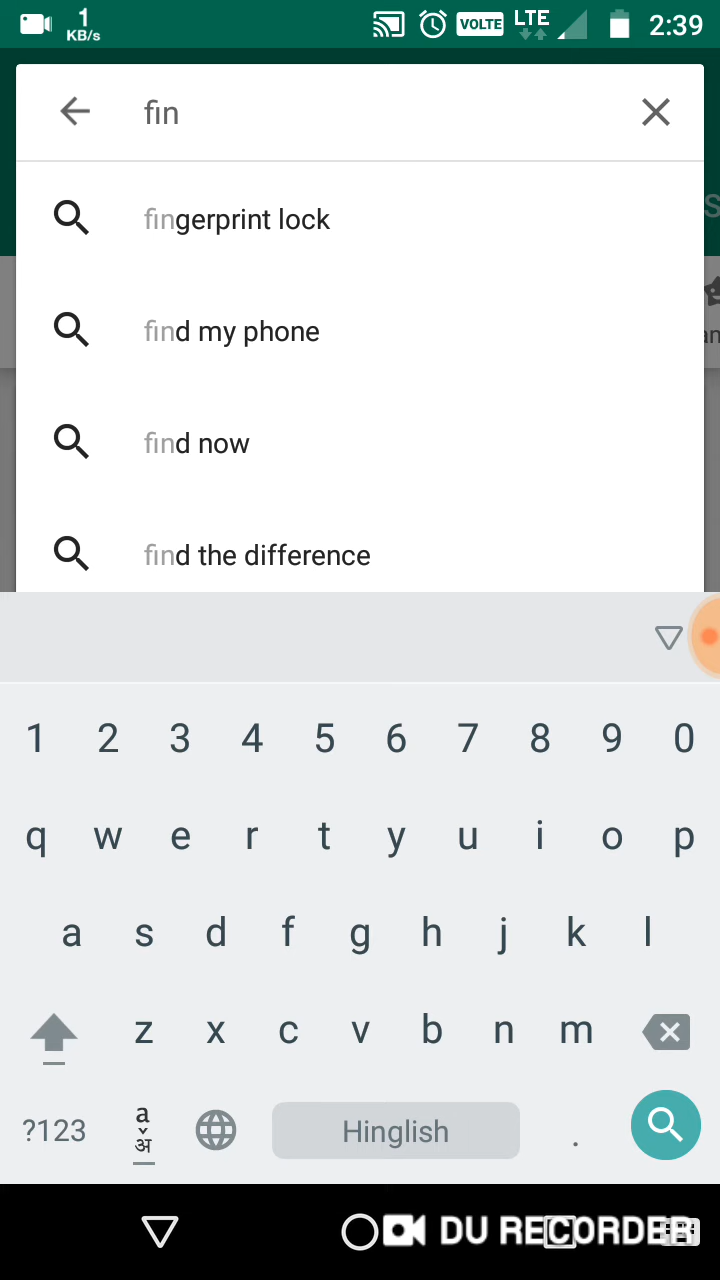 1
KB/s
VOLTE
LTE
2:39
fin
S
fingerprint lock
find my phone
an
find now
find the difference
1 2 3 4 5 6 7 8 9 0
q w e r t y u i o p
a s d f g h j k l
z x c v b n m
?123
a
अ
Hinglish
.
DU RECORDER